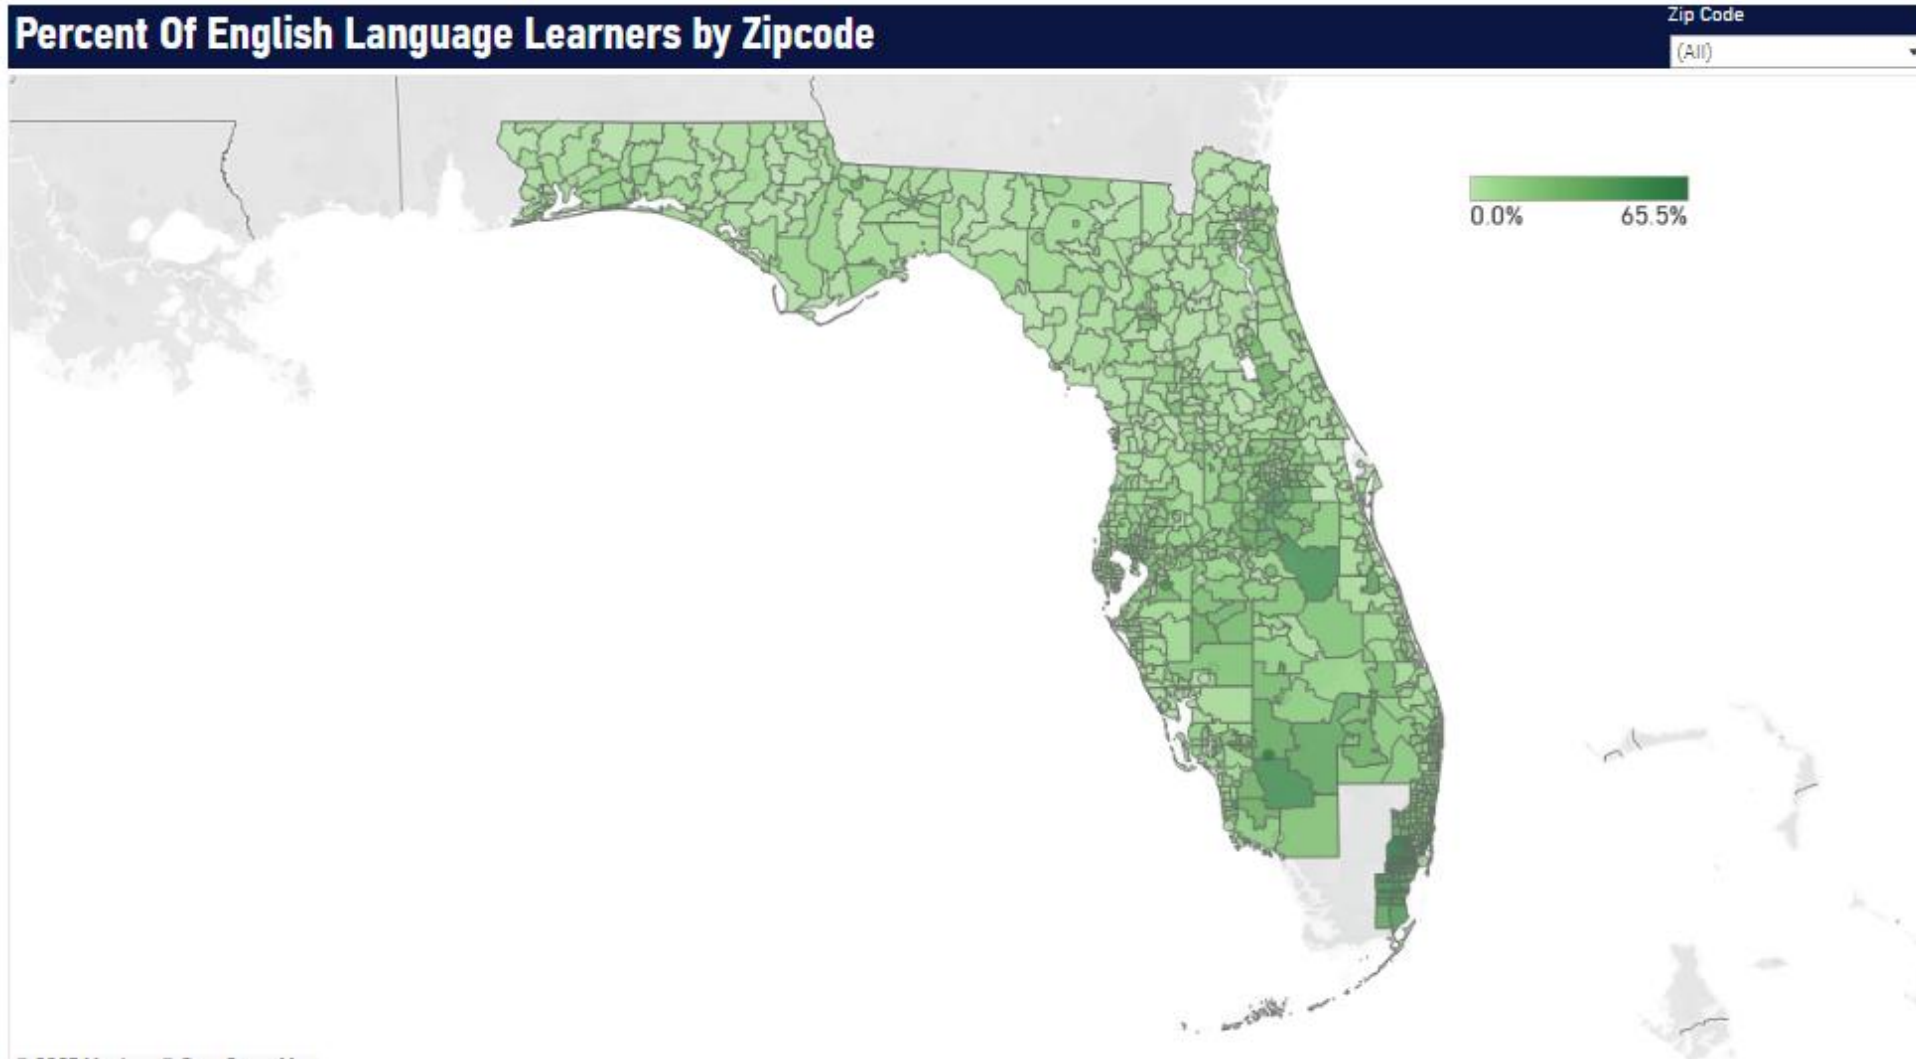 Percent Of English Language Learners by Zipcode
Zip Code
(All)
0.0%
65.5%